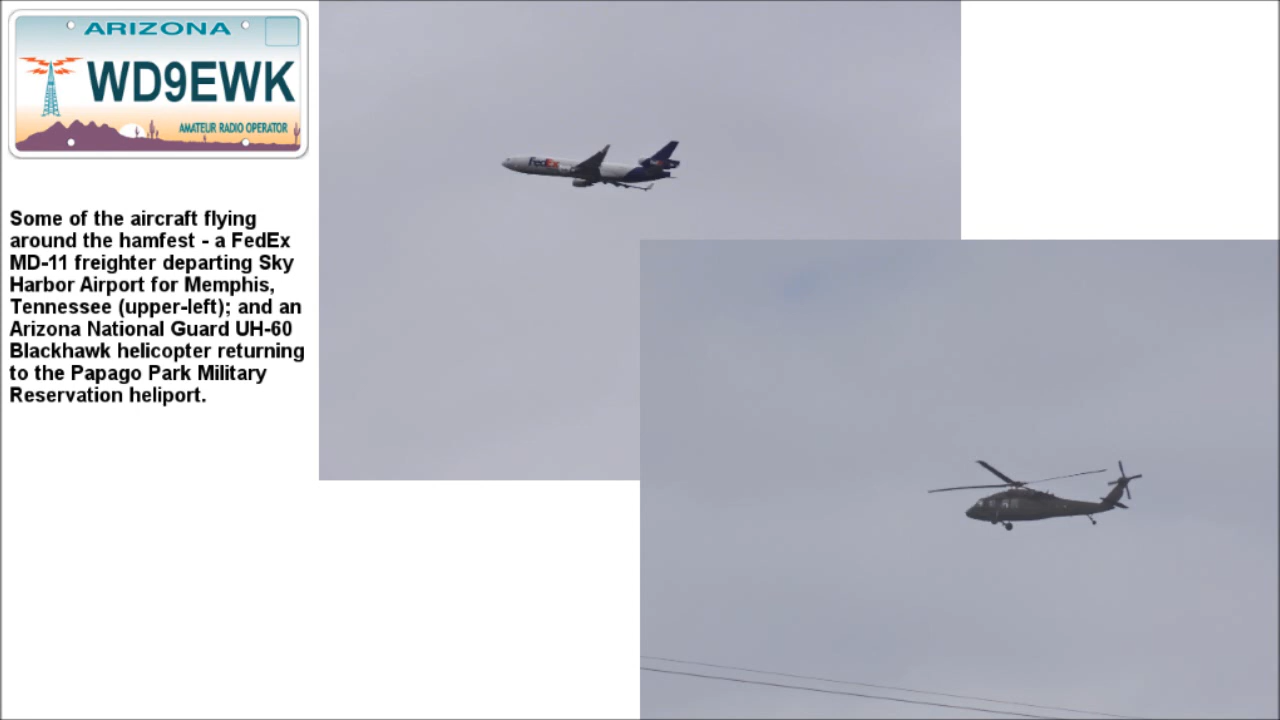 ARIZONA
WD9EWK
AMATEUR RADIO OPERATOR
Some of the aircraft flying
around the hamfest - a FedEx
MD-11 freighter departing Sky
Harbor Airport for Memphis,
Tennessee (upper-left); and an
Arizona National Guard UH-60
Blackhawk helicopter returning
to the Papago Park Military
Reservation heliport.
FedEx